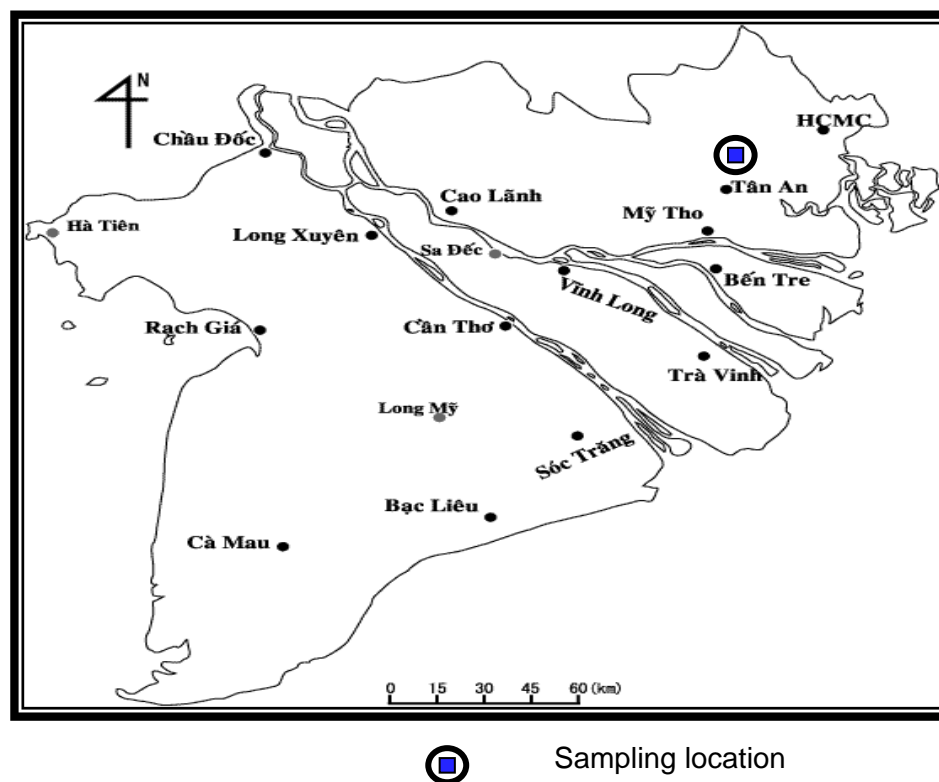 N
HCMC
Chầu Đốc
Tân An
Cao Lãnh
Mỹ Tho
Hà Tiên
Long Xuyên
Sa Đếc
Bến Tre
Vĩnh Long
Rạch Giá
Cần Thơ
Trà Vinh
Long Mỹ
Sóc Trăng
Bạc Liêu
Cà Mau
0 15 30 45 60 (km)
Sampling location